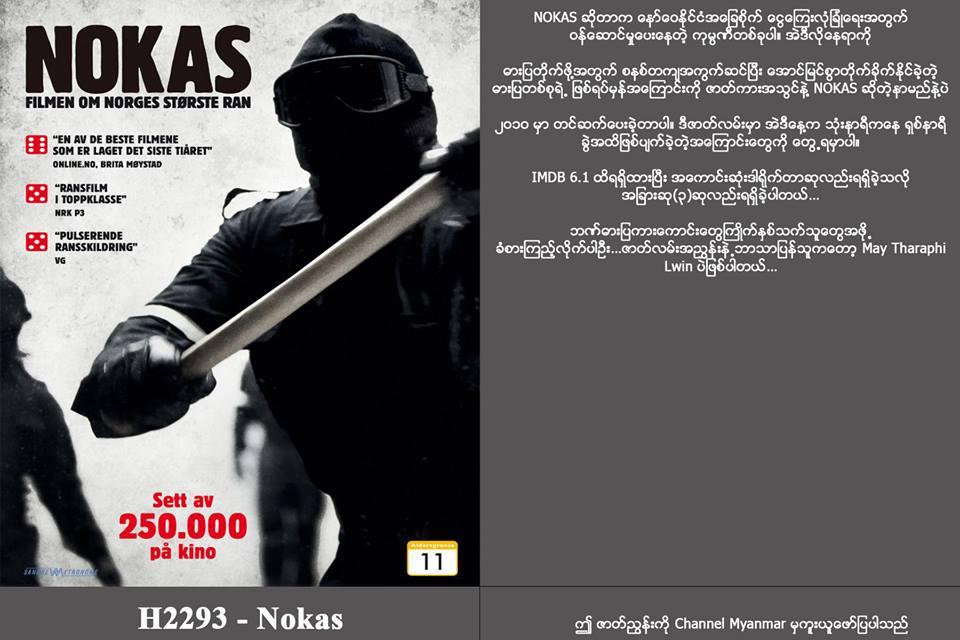 NOKAS
FILMEN OM NORGES STØRSTE RAN
"EN AV DE BESTE FILMENE
SOM ER LAGET DET SISTE TIÅRET"
ONLINE.NO, BRITA MØYSTAD
"RANSFILM
I TOPPKLASSE"
NRK P3
"PULSERENDE
RANSSKILDRING"
VG
Sett av
250.000
på kino
Aldersgrense
11
H2293 - Nokas
NOKAS ဆိုတာက နော်ဝေနိုင်ငံအခြေစိုက် ငွေကြေးလုံခြုံရေးအတွက်
ဝန်ဆောင်မှုပေးနေတဲ့ ကုမ္ပဏီတစ်ခုပါ။ အဲဒီလိုနေရာကို
ဓားပြတိုက်ဖို့အတွက် စနစ်တကျအကွက်ဆင်ပြီး အောင်မြင်စွာတိုက်ခိုက်နိုင်ခဲ့တဲ့
ဓားပြတစ်စုရဲ့ ဖြစ်ရပ်မှန်အကြောင်းကို ဇာတ်ကားအသွင်နဲ့ NOKAS ဆိုတဲ့နာမည်နဲ့ပဲ
၂၀၁၀ မှာ တင်ဆက်ပေးခဲ့တာပါ။ ဒီဇာတ်လမ်းမှာ အဲဒီနေ့က သုံးနာရီကနေ ရှစ်နာရီ
ခွဲအထိဖြစ်ပျက်ခဲ့တဲ့အကြောင်းတွေကို တွေ့ရမှာပါ။
IMDB 6.1 ထိရရှိထားပြီး အကောင်းဆုံးဒါရိုက်တာဆုလည်းရရှိခဲ့သလို
အခြားဆု(၃)ဆုလည်းရရှိခဲ့ပါတယ်...
ဘဏ်ဓားပြကားကောင်းတွေကြိုက်နှစ်သက်သူတွေအဖို့
ခံစားကြည့်လိုက်ပါဦး...ဇာတ်လမ်းအညွှန်းနဲ့ ဘာသာပြန်သူကတော့ May Tharaphi
Lwin ပဲဖြစ်ပါတယ်...
ဤ ဇာတ်ညွှန်းကို Channel Myanmar မှကူးယူဖော်ပြပါသည်